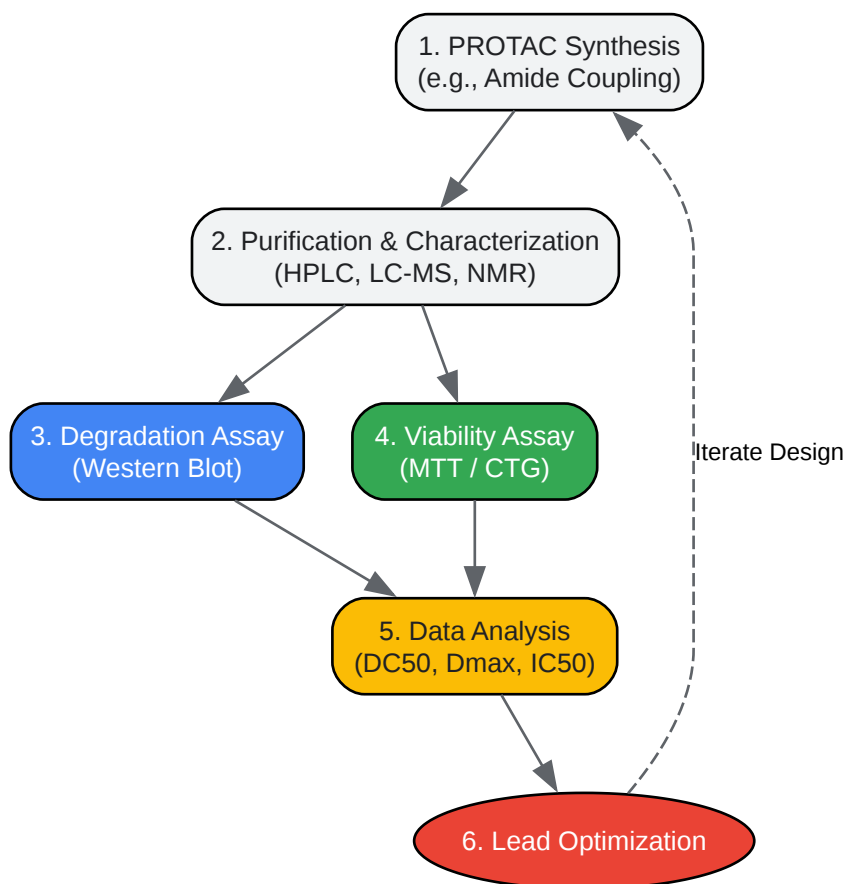 1. PROTAC Synthesis
(e.g., Amide Coupling)
2. Purification & Characterization
(HPLC, LC-MS, NMR)
3. Degradation Assay
(Western Blot)
4. Viability Assay
(MTT / CTG)
Iterate Design
5. Data Analysis
(DC50, Dmax, IC50)
6. Lead Optimization